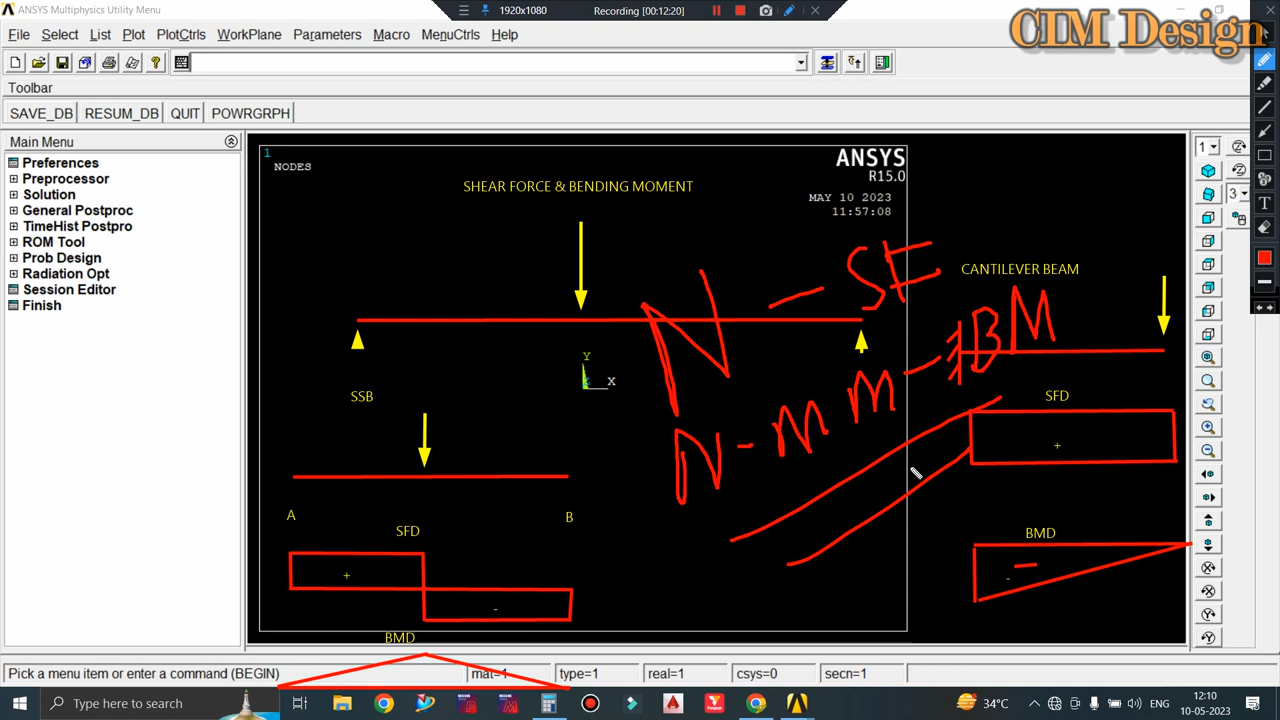 ANSYS Multiphysics Utility Menu
1920x1080
Recording [00:12:20]
CIM Design
File Select List Plot PlotCtrls WorkPlane Parameters Macro MenuCtrls Help
Toolbar
SAVE_DB RESUM_DB QUIT POWRGRPH
Main Menu
Preferences
Preprocessor
Solution
General Postproc
TimeHist Postpro
ROM Tool
Prob Design
Radiation Opt
Session Editor
Finish
1
NODES
ANSYS
R15.0
MAY 10 2023
11:57:08
SHEAR FORCE & BENDING MOMENT
N - SF
CANTILEVER BEAM
N-MM - BM
Y
X
SSB
SFD
+
A
B
SFD
+
-
BMD
BMD
-
1
3
T
Pick a menu item or enter a command (BEGIN)
mat=1
type=1
real=1
csys=0
secn=1
Type here to search
34°C
12:10
10-05-2023